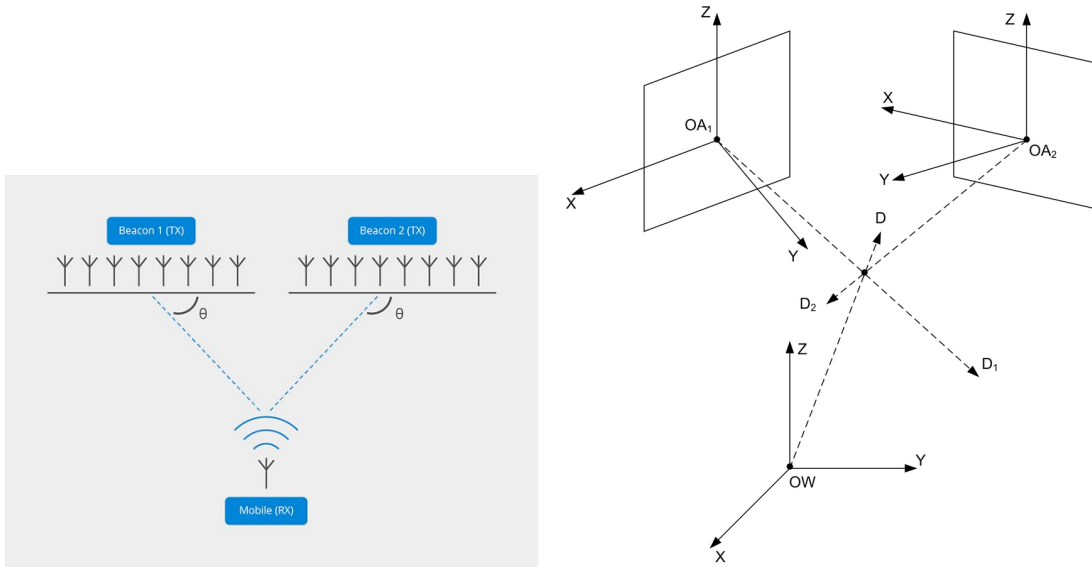 Beacon 1 (TX)
Beacon 2 (TX)
θ
θ
Mobile (RX)
Z
OA₁
X
Y
Z
X
OA₂
Y
D
D₂
D₁
Z
Y
OW
X